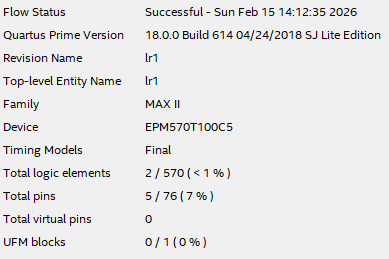 Flow Status Successful - Sun Feb 15 14:12:35 2026
Quartus Prime Version 18.0.0 Build 614 04/24/2018 SJ Lite Edition
Revision Name lr1
Top-level Entity Name lr1
Family MAX II
Device EPM570T100C5
Timing Models Final
Total logic elements 2 / 570 ( < 1 % )
Total pins 5 / 76 ( 7 % )
Total virtual pins 0
UFM blocks 0 / 1 ( 0 % )